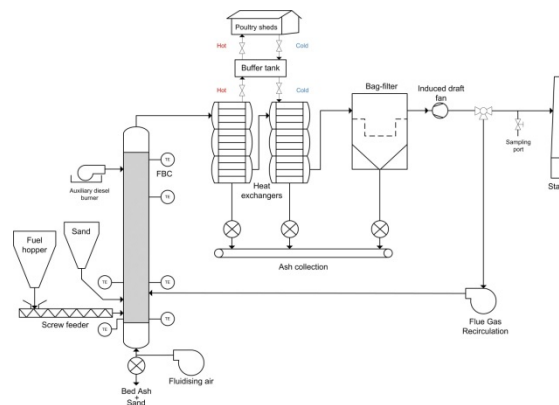 Poultry sheds
Hot
Cold
Buffer tank
Hot
Cold
Bag-filter
Induced draft
fan
TE
FBC
TE
Auxiliary diesel
burner
Heat
exchangers
Sampling
port
Sta
Fuel
hopper
Sand
Ash collection
TE
TE
Screw feeder
TE
TE
Flue Gas
Recirculation
Fluidising air
Bed Ash
+
Sand